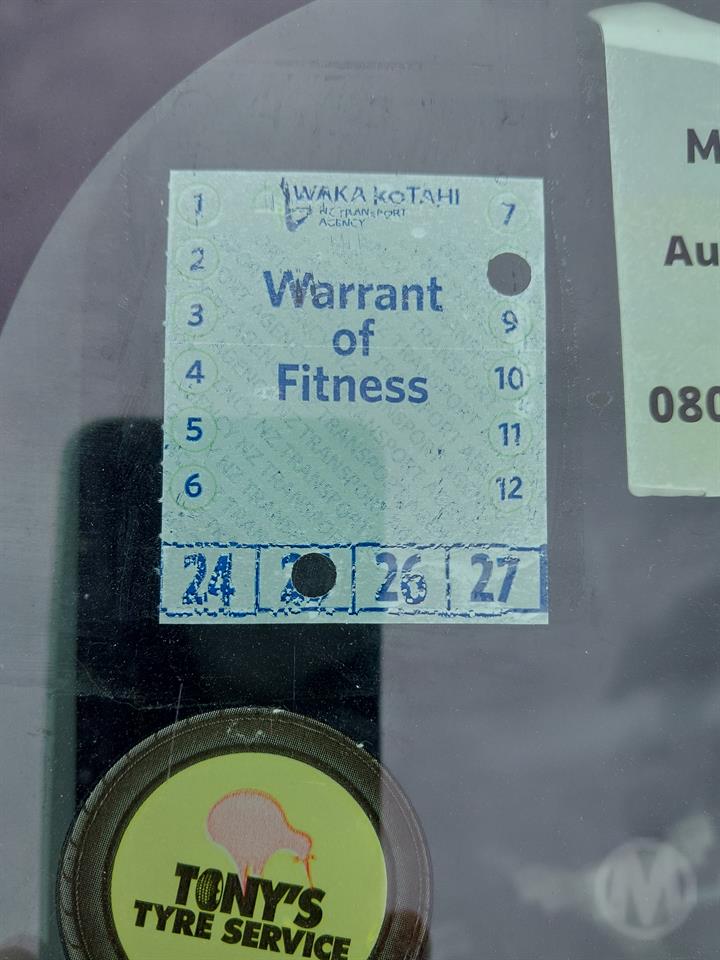 WAKA KOTAHI
NZ TRANSPORT
AGENCY
Warrant
of
Fitness
1
2
3
4
5
6
7
9
10
11
12
24
26
27
M
Au
080
TONY'S
TYRE SERVICE
M